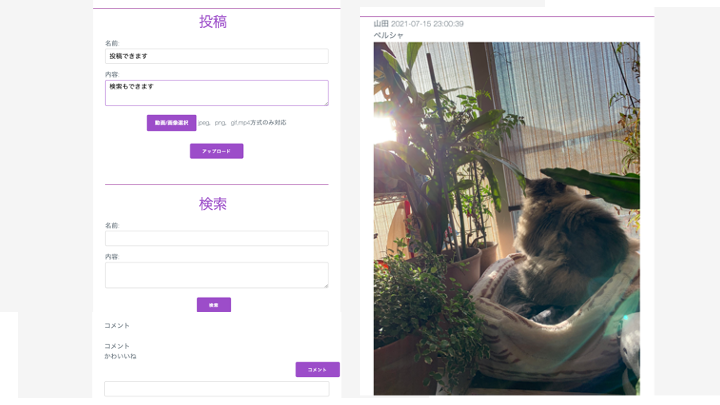 投稿
名前:
投稿できます
内容:
検索もできます
動画/画像選択 jpeg、png、gif,mp4方式のみ対応
アップロード
検索
名前:
内容:
検索
コメント
コメント
かわいいね
コメント
山田 2021-07-15 23:00:39
ペルシャ